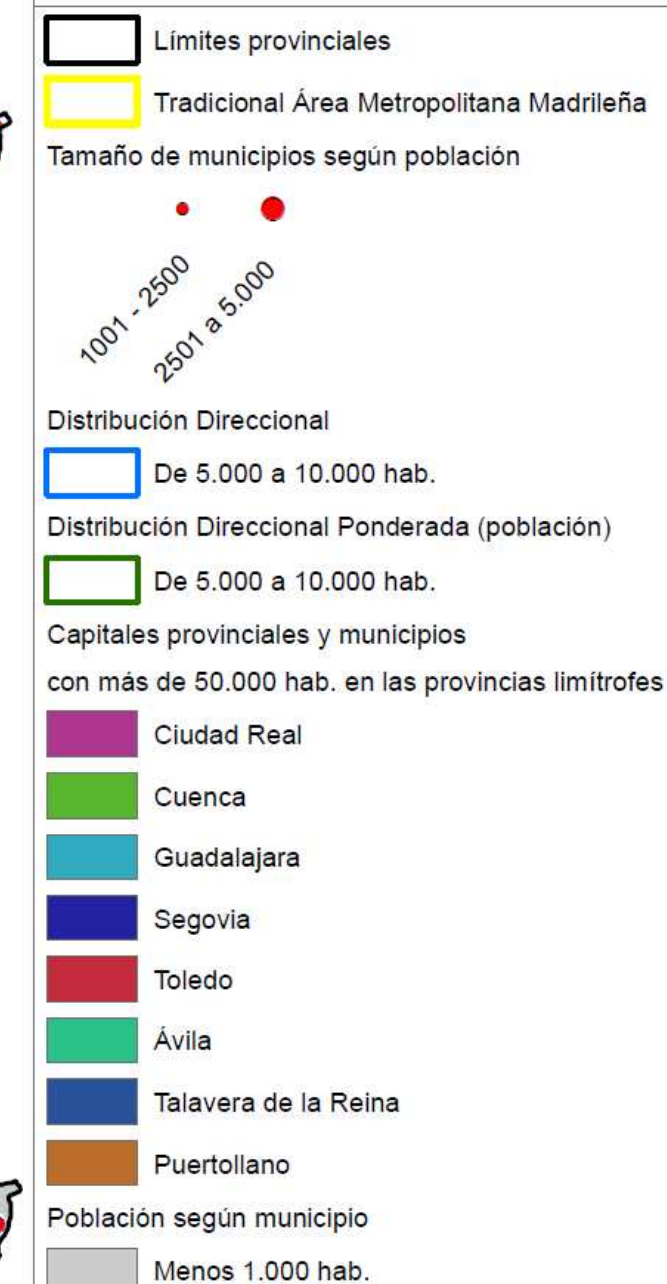 Límites provinciales
Tradicional Área Metropolitana Madrileña
Tamaño de municipios según población
1001 - 2500
2501 a 5.000
Distribución Direccional
De 5.000 a 10.000 hab.
Distribución Direccional Ponderada (población)
De 5.000 a 10.000 hab.
Capitales provinciales y municipios
con más de 50.000 hab. en las provincias limítrofes
Ciudad Real
Cuenca
Guadalajara
Segovia
Toledo
Ávila
Talavera de la Reina
Puertollano
Población según municipio
Menos 1.000 hab.